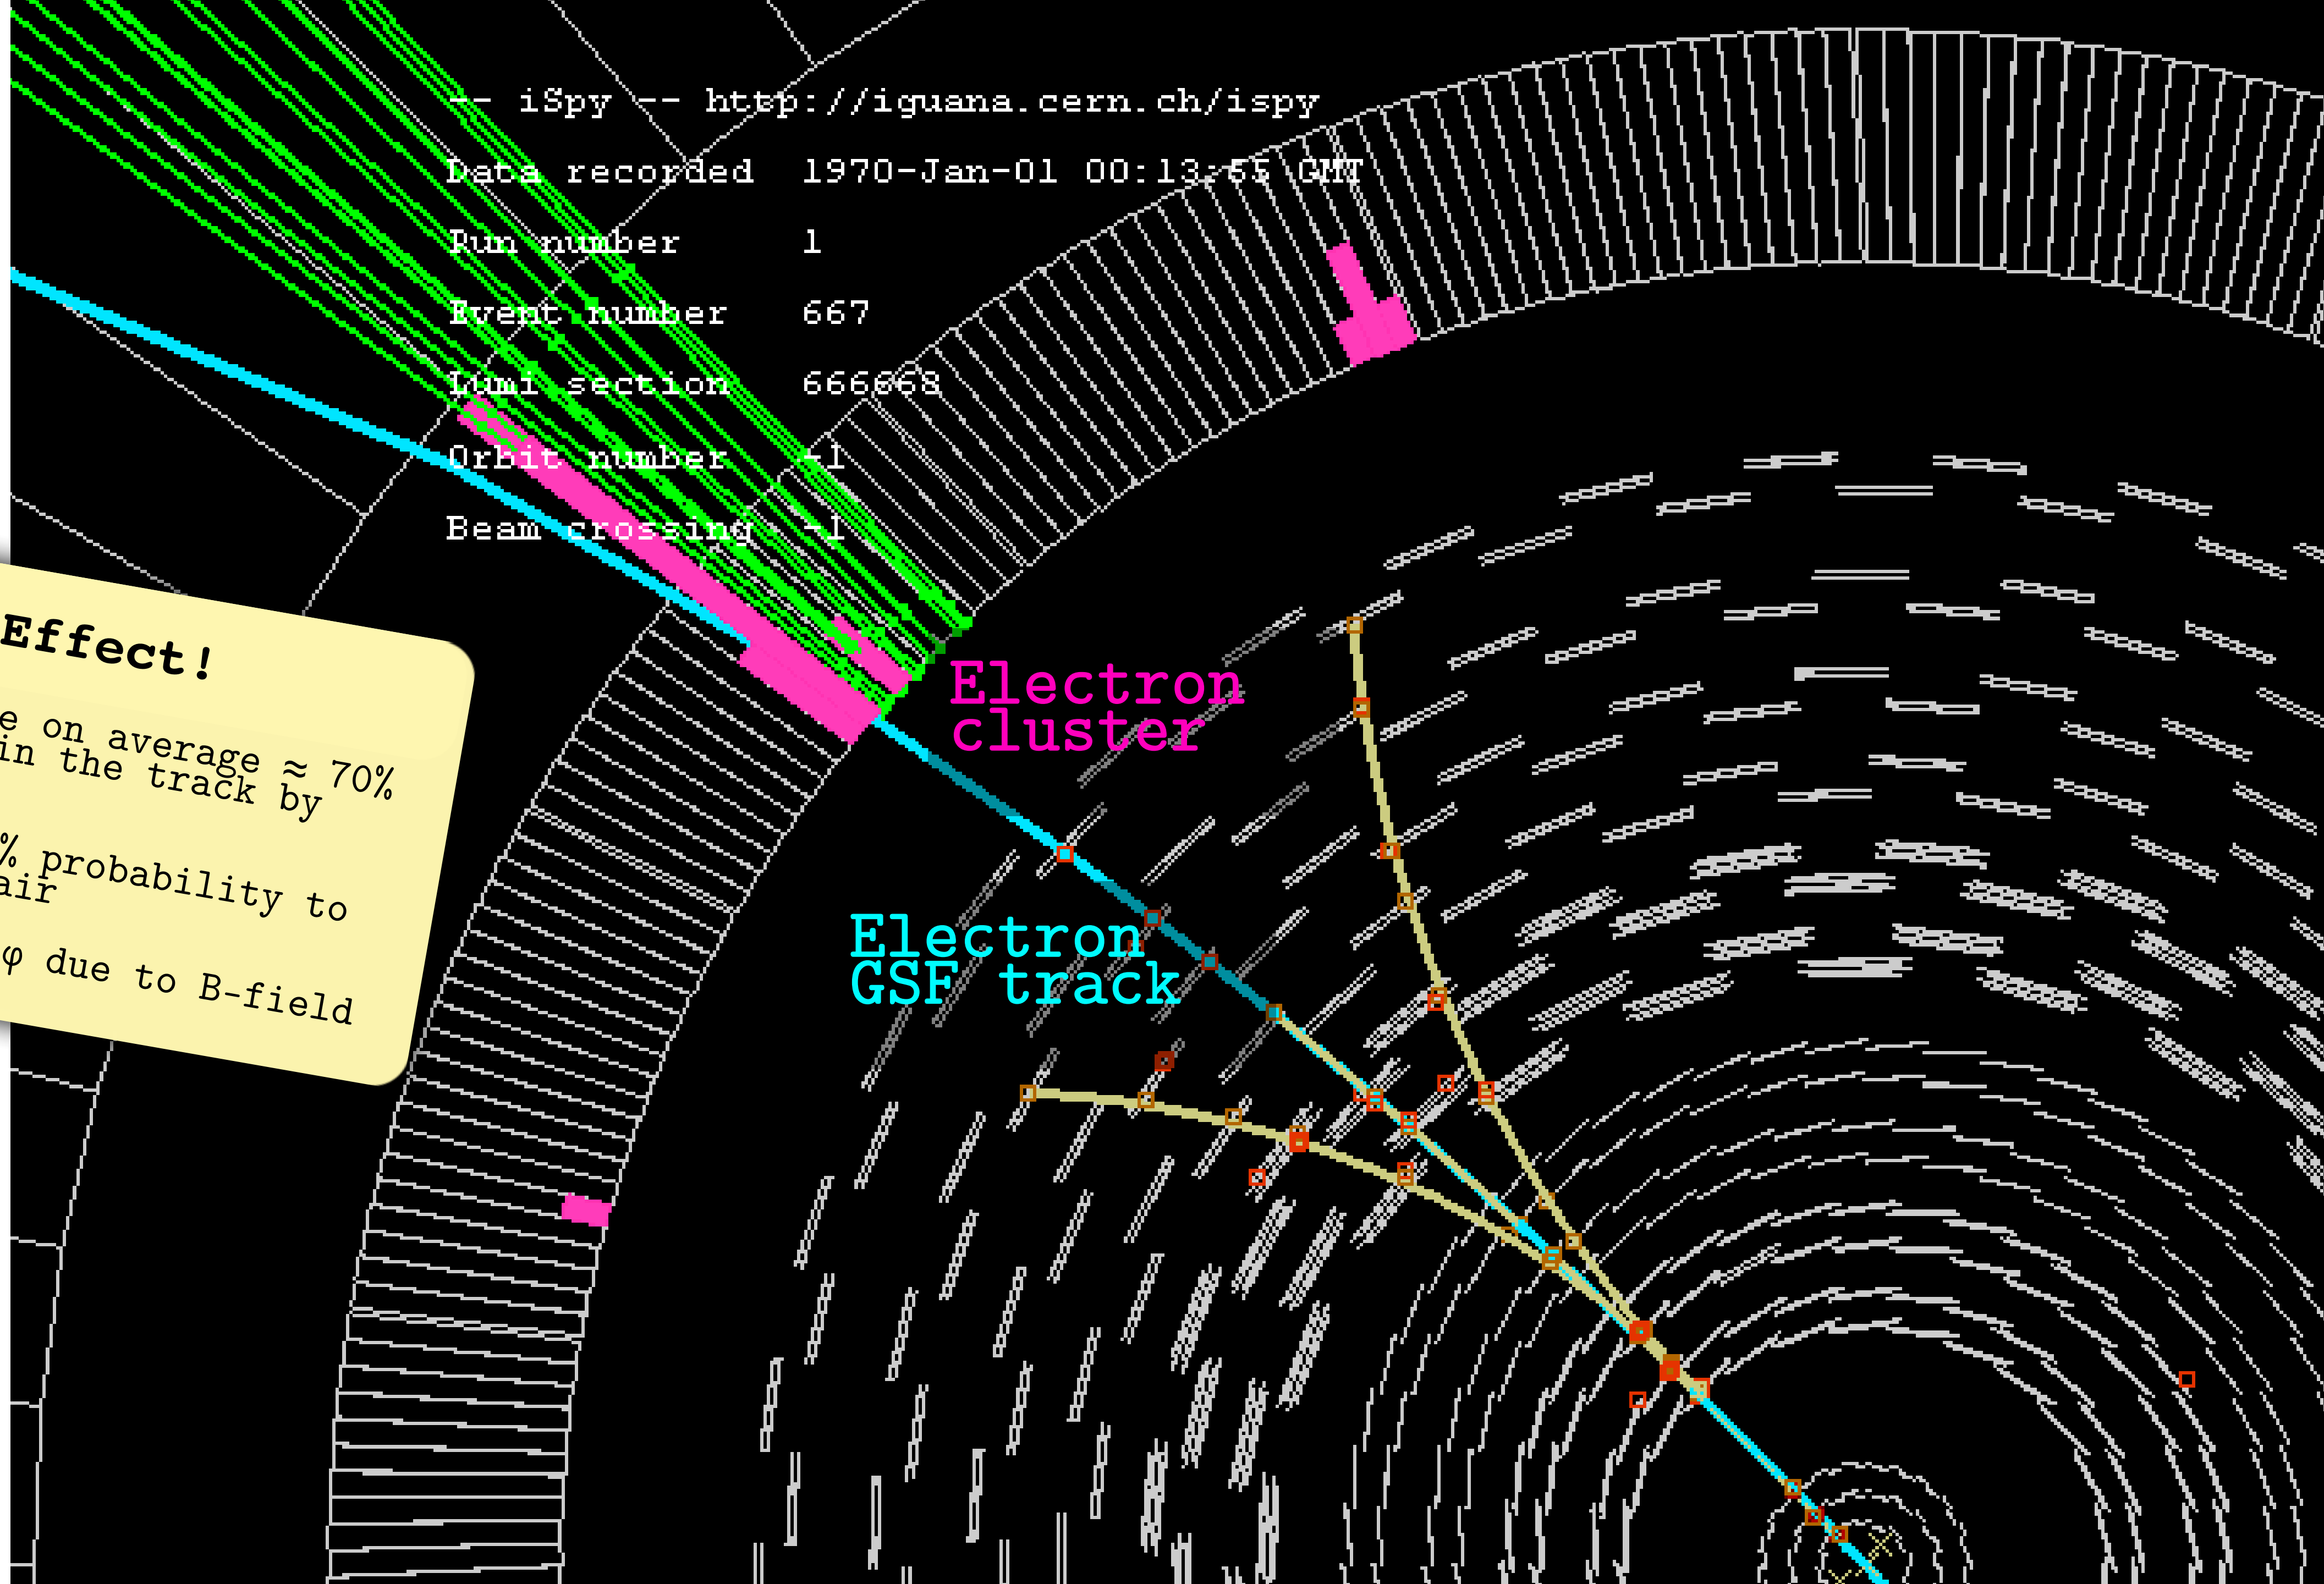 -- iSpy -- http://iguana.cern.ch/ispy
Data recorded 1970-Jan-01 00:13:55 GMT
Run number 1
Event number 667
Lumi section 666668
Orbit number -1
Beam crossing -1
Effect!
e on average ≈ 70%
in the track by
% probability to
air
φ due to B-field
Electron
cluster
Electron
GSF track